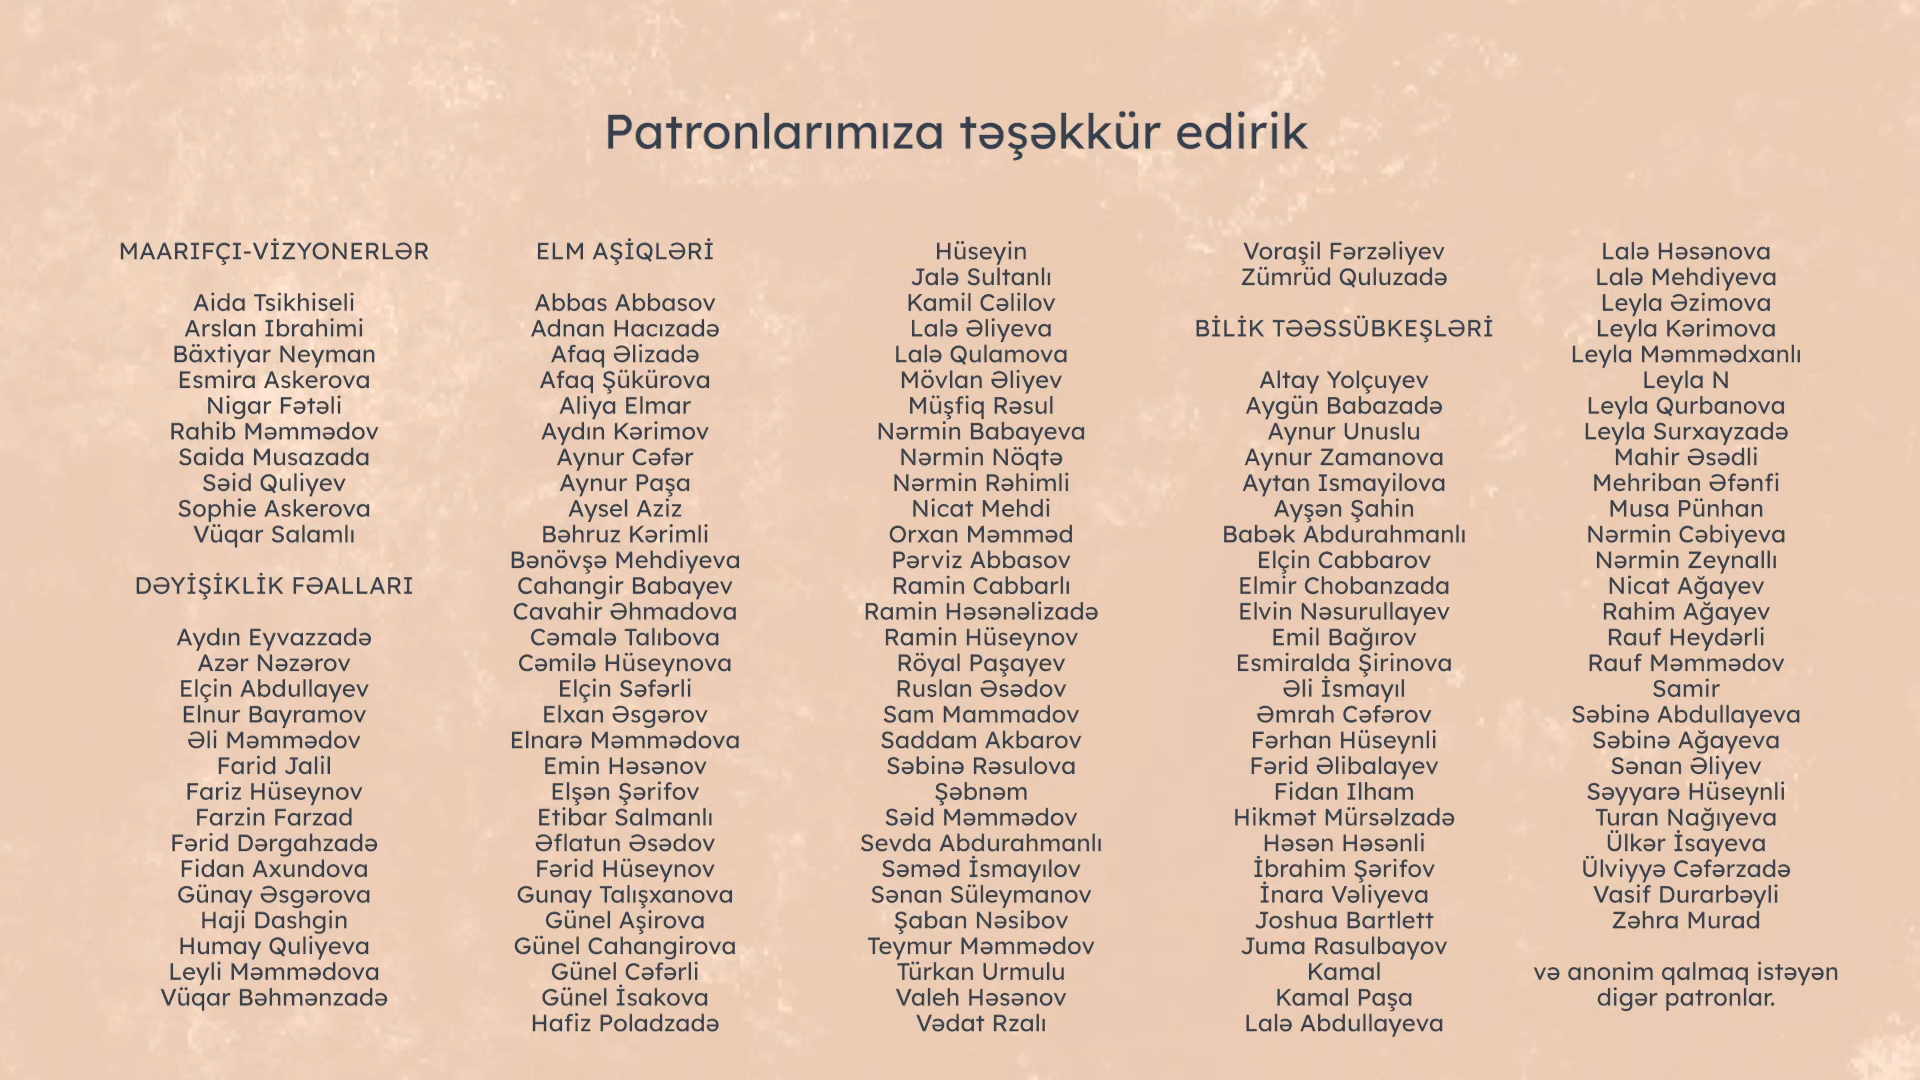 Patronlarımıza təşəkkür edirik
MAARIFÇI-VİZYONERLƏR
Aida Tsikhiseli
Arslan Ibrahimi
Bäxtiyar Neyman
Esmira Askerova
Nigar Fətəli
Rahib Məmmədov
Saida Musazada
Səid Quliyev
Sophie Askerova
Vüqar Salamlı
DƏYİŞİKLİK FƏALLARI
Aydın Eyvazzadə
Azər Nəzərov
Elçin Abdullayev
Elnur Bayramov
Əli Məmmədov
Farid Jalil
Fariz Hüseynov
Farzin Farzad
Fərid Dərgahzadə
Fidan Axundova
Günay Əsgərova
Haji Dashgin
Humay Quliyeva
Leyli Məmmədova
Vüqar Bəhmənzadə
ELM AŞİQLƏRİ
Abbas Abbasov
Adnan Hacızadə
Afaq Əlizadə
Afaq Şükürova
Aliya Elmar
Aydın Kərimov
Aynur Cəfər
Aynur Paşa
Aysel Aziz
Bəhruz Kərimli
Bənövşə Mehdiyeva
Cahangir Babayev
Cavahir Əhmadova
Cəmalə Talıbova
Cəmilə Hüseynova
Elçin Səfərli
Elxan Əsgərov
Elnarə Məmmədova
Emin Həsənov
Elşən Şərifov
Etibar Salmanlı
Əflatun Əsədov
Fərid Hüseynov
Gunay Talışxanova
Günel Aşirova
Günel Cahangirova
Günel Cəfərli
Günel İsakova
Hafiz Poladzadə
Hüseyin
Jalə Sultanlı
Kamil Cəlilov
Lalə Əliyeva
Lalə Qulamova
Mövlan Əliyev
Müşfiq Rəsul
Nərmin Babayeva
Nərmin Nöqtə
Nərmin Rəhimli
Nicat Mehdi
Orxan Məmməd
Pərviz Abbasov
Ramin Cabbarlı
Ramin Həsənəlizadə
Ramin Hüseynov
Röyal Paşayev
Ruslan Əsədov
Sam Mammadov
Saddam Akbarov
Səbinə Rəsulova
Şəbnəm
Səid Məmmədov
Sevda Abdurahmanlı
Səməd İsmayılov
Sənan Süleymanov
Şaban Nəsibov
Teymur Məmmədov
Türkan Urmulu
Valeh Həsənov
Vədat Rzalı
Voraşil Fərzəliyev
Zümrüd Quluzadə
BİLİK TƏƏSSÜBKEŞLƏRİ
Altay Yolçuyev
Aygün Babazadə
Aynur Unuslu
Aynur Zamanova
Aytan Ismayilova
Ayşən Şahin
Babək Abdurahmanlı
Elçin Cabbarov
Elmir Chobanzada
Elvin Nəsurullayev
Emil Bağırov
Esmiralda Şirinova
Əli İsmayıl
Əmrah Cəfərov
Fərhan Hüseynli
Fərid Əlibalayev
Fidan Ilham
Hikmət Mürsəlzadə
Həsən Həsənli
İbrahim Şərifov
İnara Vəliyeva
Joshua Bartlett
Juma Rasulbayov
Kamal
Kamal Paşa
Lalə Abdullayeva
Lalə Həsənova
Lalə Mehdiyeva
Leyla Əzimova
Leyla Kərimova
Leyla Məmmədxanlı
Leyla N
Leyla Qurbanova
Leyla Surxayzadə
Mahir Əsədli
Mehriban Əfənfi
Musa Pünhan
Nərmin Cəbiyeva
Nərmin Zeynallı
Nicat Ağayev
Rahim Ağayev
Rauf Heydərli
Rauf Məmmədov
Samir
Səbinə Abdullayeva
Səbinə Ağayeva
Sənan Əliyev
Səyyarə Hüseynli
Turan Nağıyeva
Ülkər İsayeva
Ülviyyə Cəfərzadə
Vasif Durarbəyli
Zəhra Murad
və anonim qalmaq istəyən
digər patronlar.